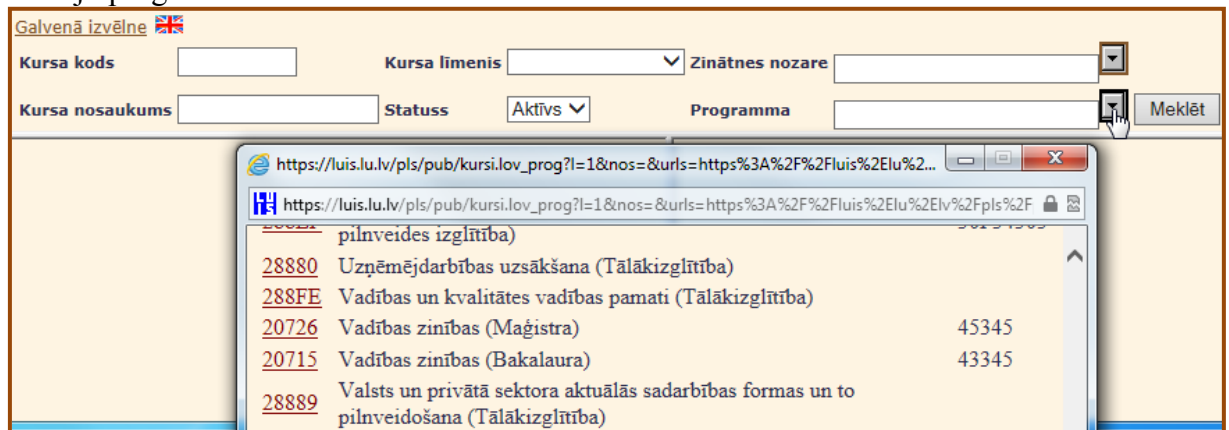 Galvenā izvēlne
Kursa kods Kursa līmenis Zinātnes nozare
Kursa nosaukums Statuss Aktīvs Programma Meklēt
https://luis.lu.lv/pls/pub/kursi.lov_prog?l=1&nos=&urls=https%3A%2F%2Fluis%2Elu%2...
https://luis.lu.lv/pls/pub/kursi.lov_prog?l=1&nos=&urls=https%3A%2F%2Fluis%2Elu%2Elv%2Fpls%2F
pilnveides izglītība)
28880 Uzņēmējdarbības uzsākšana (Tālākizglītība)
288FE Vadības un kvalitātes vadības pamati (Tālākizglītība)
20726 Vadības zinības (Maģistra) 45345
20715 Vadības zinības (Bakalaura) 43345
28889 Valsts un privātā sektora aktuālās sadarbības formas un to
pilnveidošana (Tālākizglītība)